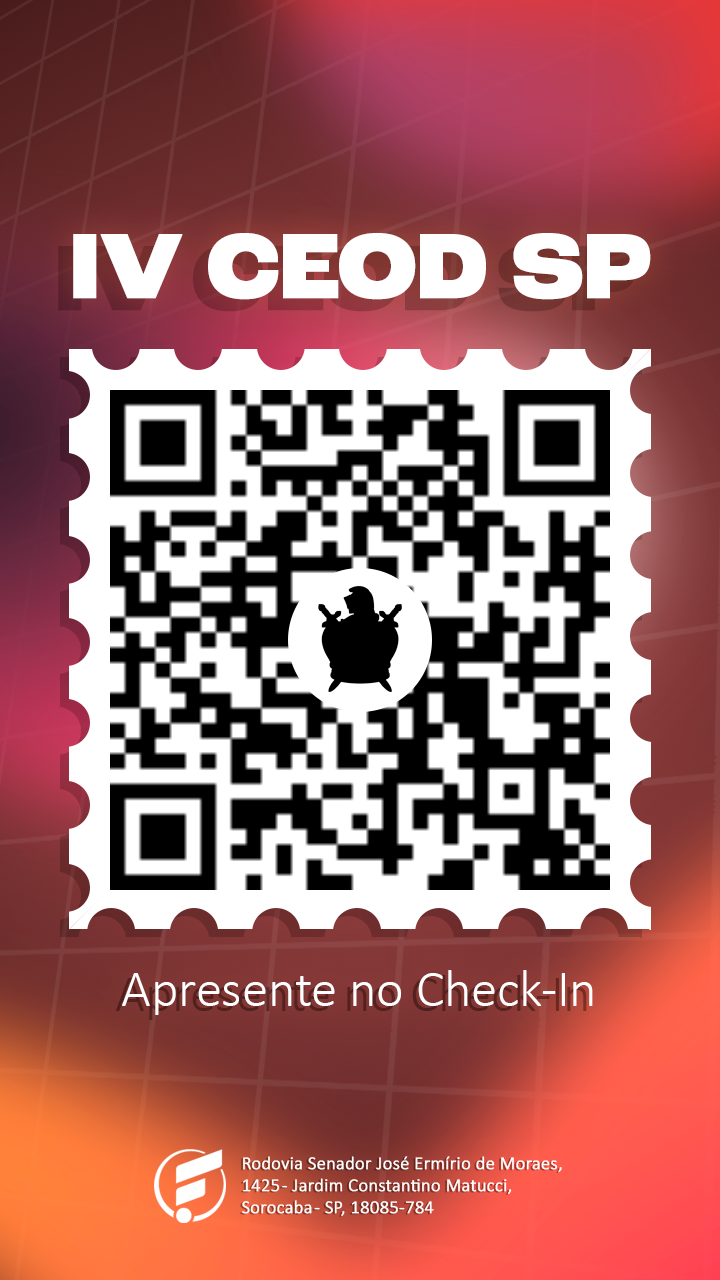 IV CEOD SP
Apresente no Check-In
Rodovia Senador José Ermírio de Moraes,
1425- Jardim Constantino Matucci,
Sorocaba- SP, 18085-784